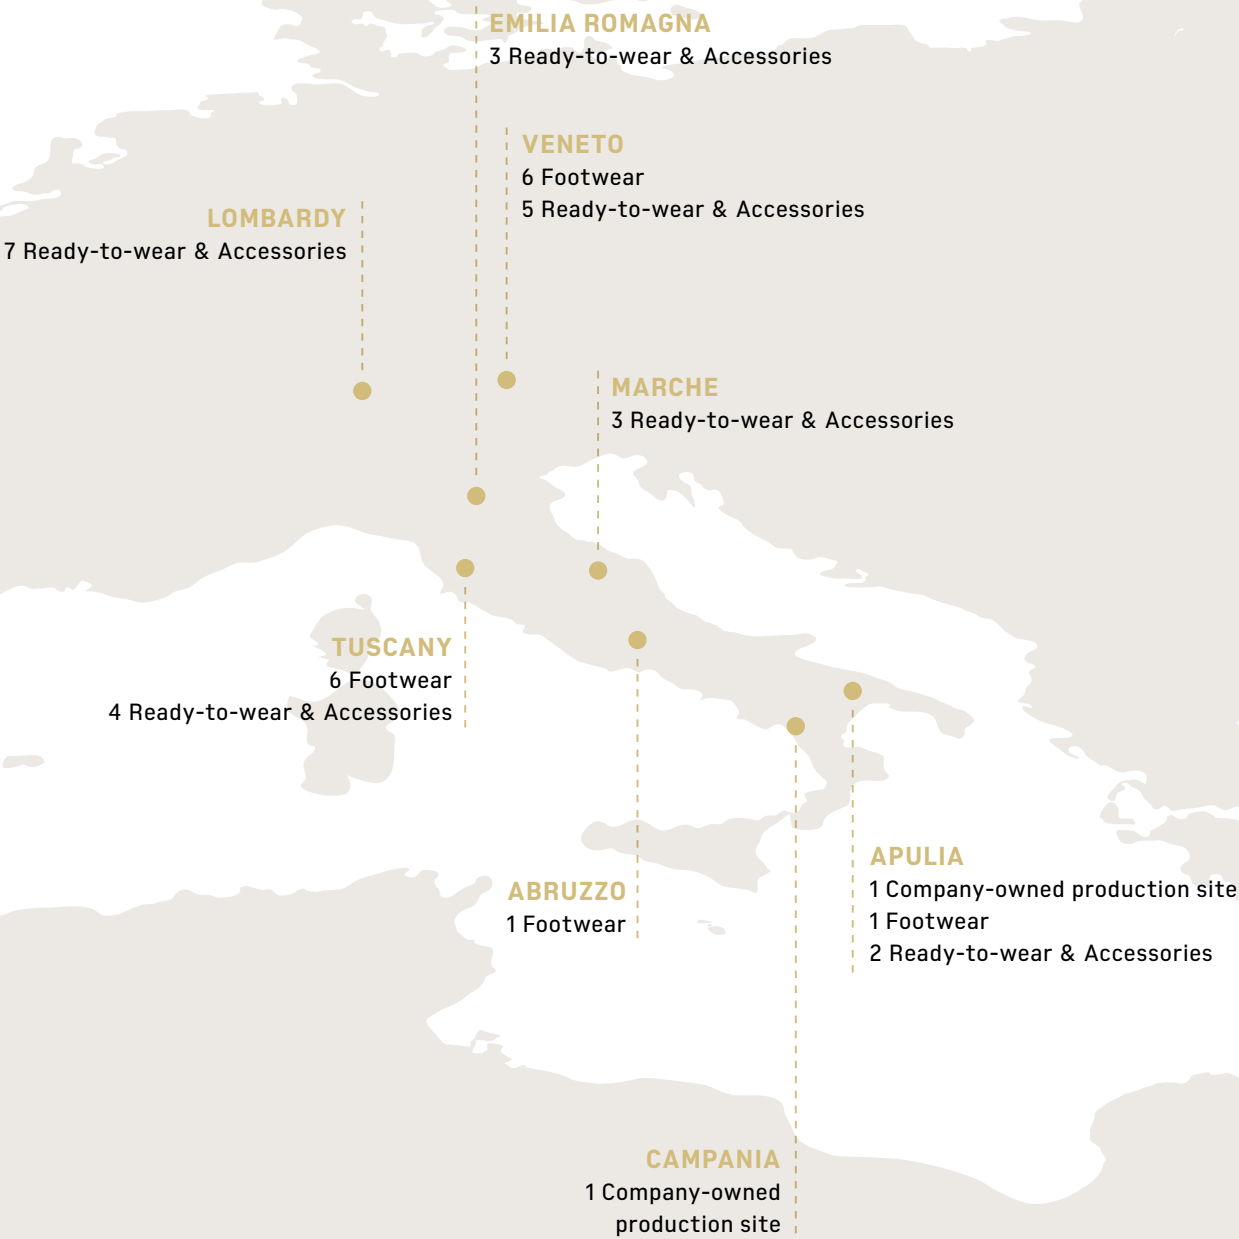 EMILIA ROMAGNA
3 Ready-to-wear & Accessories
VENETO
6 Footwear
5 Ready-to-wear & Accessories
LOMBARDY
7 Ready-to-wear & Accessories
MARCHE
3 Ready-to-wear & Accessories
TUSCANY
6 Footwear
4 Ready-to-wear & Accessories
ABRUZZO
1 Footwear
APULIA
1 Company-owned production site
1 Footwear
2 Ready-to-wear & Accessories
CAMPANIA
1 Company-owned
production site